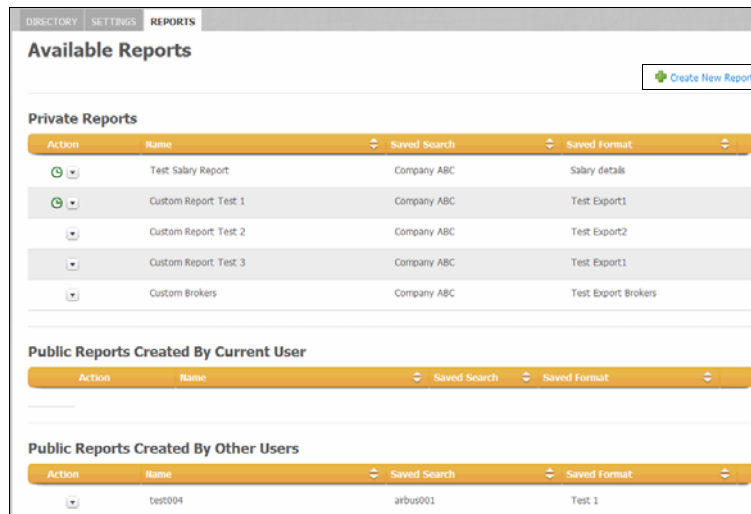 DIRECTORY SETTINGS REPORTS
Available Reports
Create New Report
Private Reports
Action Name Saved Search Saved Format
Test Salary Report Company ABC Salary details
Custom Report Test 1 Company ABC Test Export1
Custom Report Test 2 Company ABC Test Export2
Custom Report Test 3 Company ABC Test Export1
Custom Brokers Company ABC Test Export Brokers
Public Reports Created By Current User
Action Name Saved Search Saved Format
Public Reports Created By Other Users
Action Name Saved Search Saved Format
test004 arbus001 Test 1